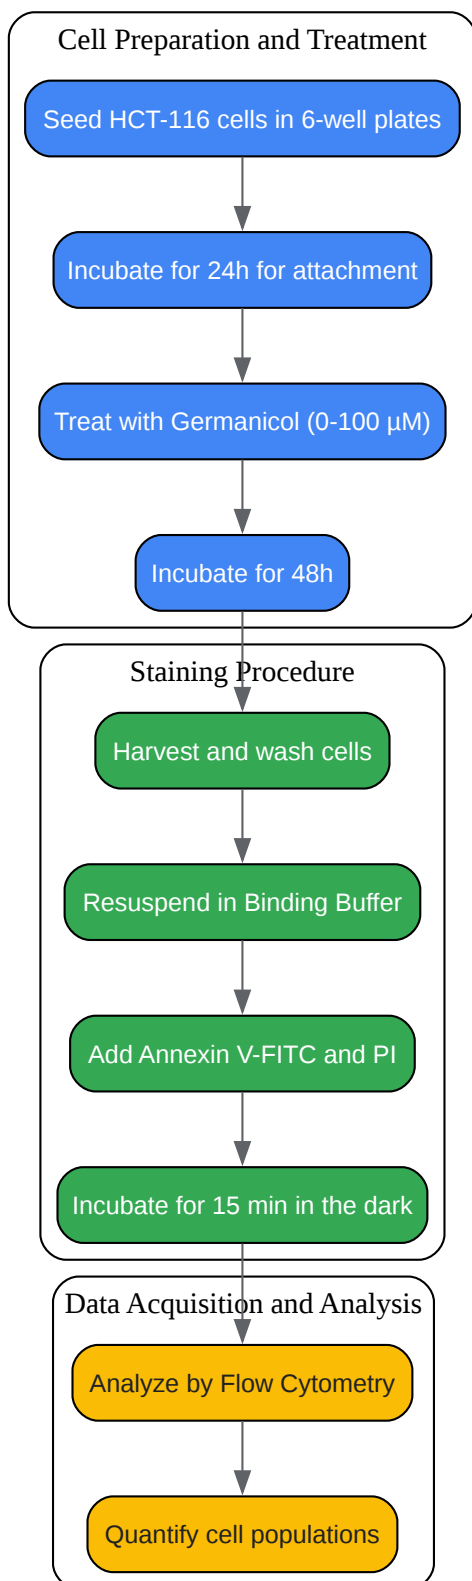 Cell Preparation and Treatment
Seed HCT-116 cells in 6-well plates
Incubate for 24h for attachment
Treat with Germanicol (0-100 µM)
Incubate for 48h
Staining Procedure
Harvest and wash cells
Resuspend in Binding Buffer
Add Annexin V-FITC and PI
Incubate for 15 min in the dark
Data Acquisition and Analysis
Analyze by Flow Cytometry
Quantify cell populations